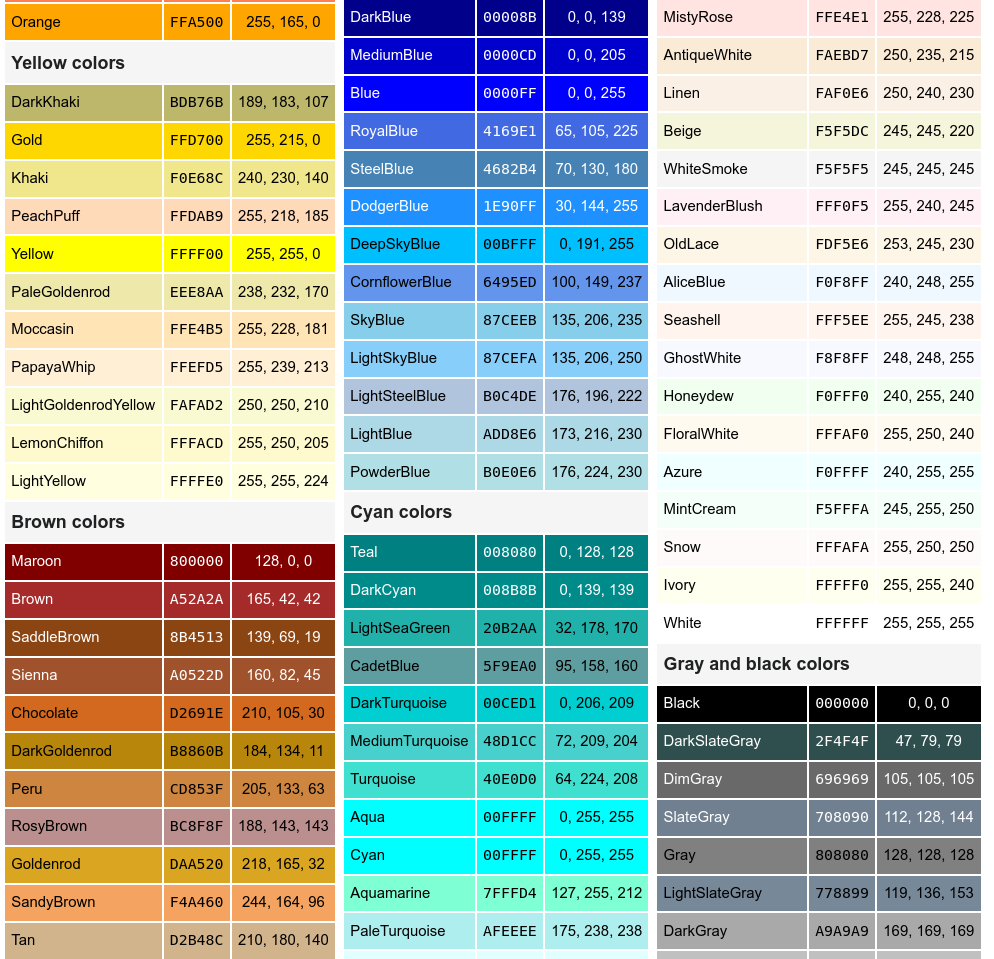 Orange FFA500 255, 165, 0
Yellow colors
DarkKhaki BDB76B 189, 183, 107
Gold FFD700 255, 215, 0
Khaki F0E68C 240, 230, 140
PeachPuff FFDAB9 255, 218, 185
Yellow FFFF00 255, 255, 0
PaleGoldenrod EEE8AA 238, 232, 170
Moccasin FFE4B5 255, 228, 181
PapayaWhip FFEFD5 255, 239, 213
LightGoldenrodYellow FAFAD2 250, 250, 210
LemonChiffon FFFACD 255, 250, 205
LightYellow FFFFE0 255, 255, 224
Brown colors
Maroon 800000 128, 0, 0
Brown A52A2A 165, 42, 42
SaddleBrown 8B4513 139, 69, 19
Sienna A0522D 160, 82, 45
Chocolate D2691E 210, 105, 30
DarkGoldenrod B8860B 184, 134, 11
Peru CD853F 205, 133, 63
RosyBrown BC8F8F 188, 143, 143
Goldenrod DAA520 218, 165, 32
SandyBrown F4A460 244, 164, 96
Tan D2B48C 210, 180, 140
DarkBlue 00008B 0, 0, 139
MediumBlue 0000CD 0, 0, 205
Blue 0000FF 0, 0, 255
RoyalBlue 4169E1 65, 105, 225
SteelBlue 4682B4 70, 130, 180
DodgerBlue 1E90FF 30, 144, 255
DeepSkyBlue 00BFFF 0, 191, 255
CornflowerBlue 6495ED 100, 149, 237
SkyBlue 87CEEB 135, 206, 235
LightSkyBlue 87CEFA 135, 206, 250
LightSteelBlue B0C4DE 176, 196, 222
LightBlue ADD8E6 173, 216, 230
PowderBlue B0E0E6 176, 224, 230
Cyan colors
Teal 008080 0, 128, 128
DarkCyan 008B8B 0, 139, 139
LightSeaGreen 20B2AA 32, 178, 170
CadetBlue 5F9EA0 95, 158, 160
DarkTurquoise 00CED1 0, 206, 209
MediumTurquoise 48D1CC 72, 209, 204
Turquoise 40E0D0 64, 224, 208
Aqua 00FFFF 0, 255, 255
Cyan 00FFFF 0, 255, 255
Aquamarine 7FFFD4 127, 255, 212
PaleTurquoise AFEEEE 175, 238, 238
MistyRose FFE4E1 255, 228, 225
AntiqueWhite FAEBD7 250, 235, 215
Linen FAF0E6 250, 240, 230
Beige F5F5DC 245, 245, 220
WhiteSmoke F5F5F5 245, 245, 245
LavenderBlush FFF0F5 255, 240, 245
OldLace FDF5E6 253, 245, 230
AliceBlue F0F8FF 240, 248, 255
Seashell FFF5EE 255, 245, 238
GhostWhite F8F8FF 248, 248, 255
Honeydew F0FFF0 240, 255, 240
FloralWhite FFFAF0 255, 250, 240
Azure F0FFFF 240, 255, 255
MintCream F5FFFA 245, 255, 250
Snow FFFAFA 255, 250, 250
Ivory FFFFF0 255, 255, 240
White FFFFFF 255, 255, 255
Gray and black colors
Black 000000 0, 0, 0
DarkSlateGray 2F4F4F 47, 79, 79
DimGray 696969 105, 105, 105
SlateGray 708090 112, 128, 144
Gray 808080 128, 128, 128
LightSlateGray 778899 119, 136, 153
DarkGray A9A9A9 169, 169, 169